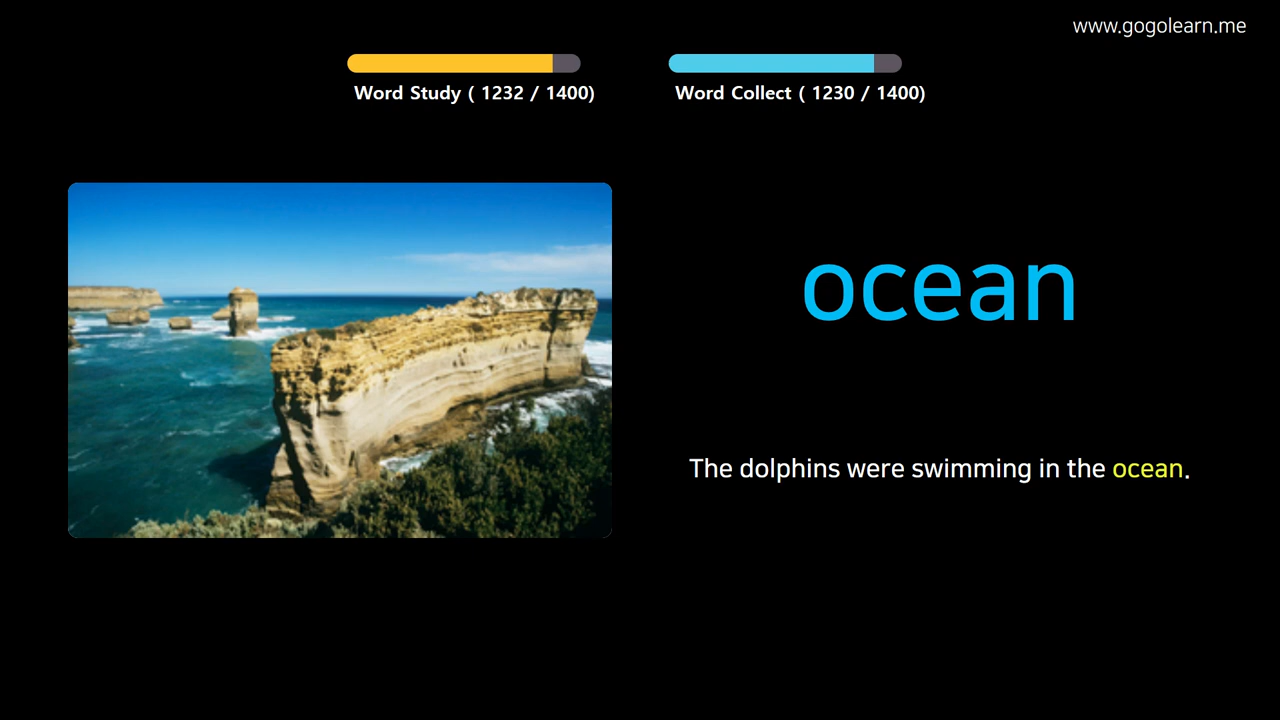 www.gogolearn.me
Word Study ( 1232 / 1400)
Word Collect ( 1230 / 1400)
ocean
The dolphins were swimming in the ocean.